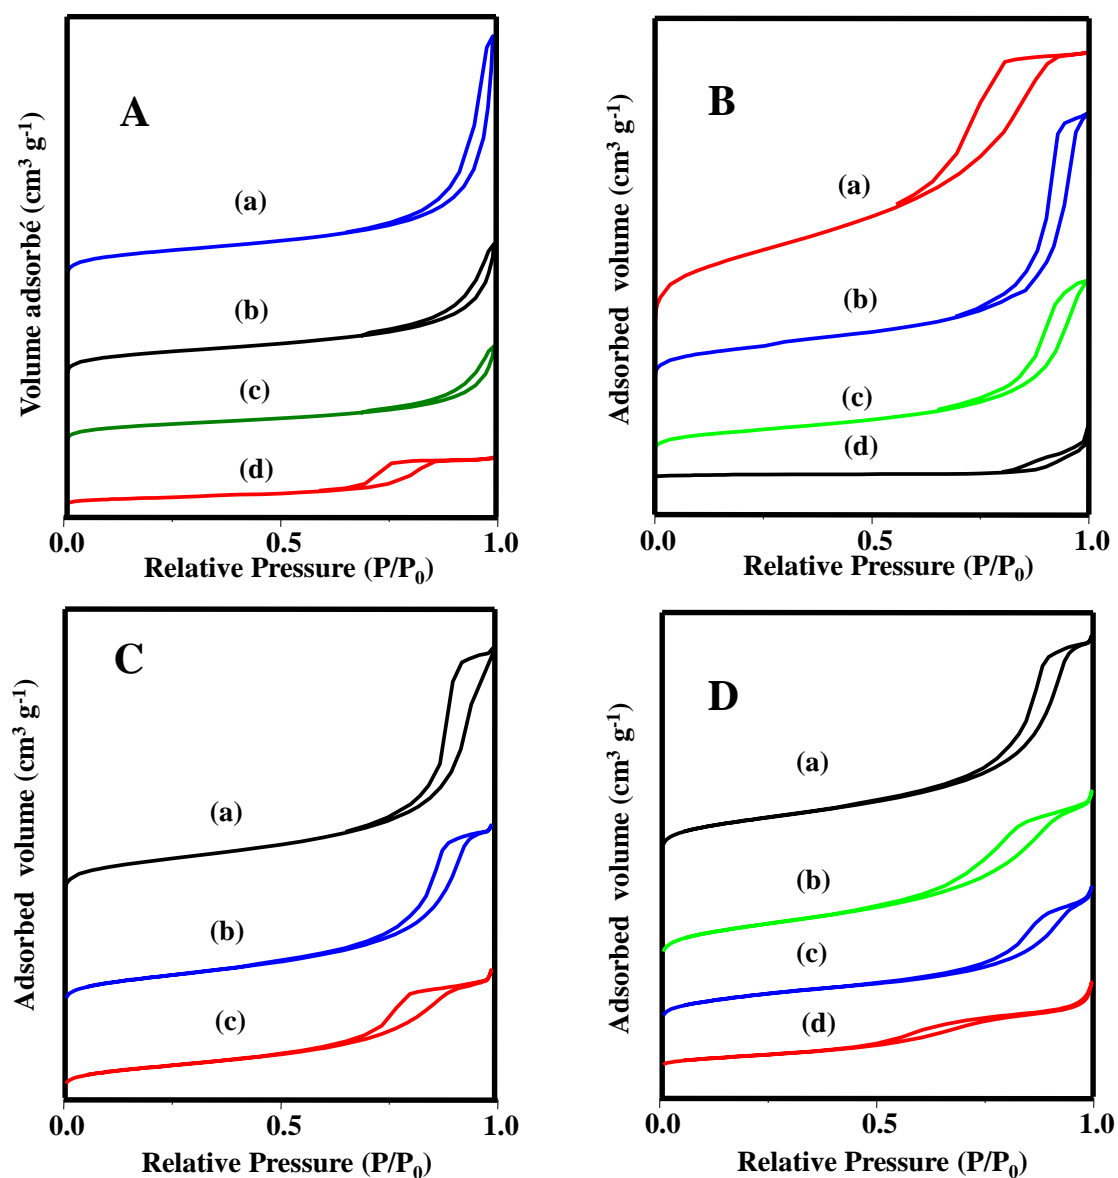 A
Volume adsorbé (cm³ g⁻¹)
(a)
(b)
(c)
(d)
0.0 0.5 1.0
Relative Pressure (P/P₀)
B
Adsorbed volume (cm³ g⁻¹)
(a)
(b)
(c)
(d)
0.0 0.5 1.0
Relative Pressure (P/P₀)
C
Adsorbed volume (cm³ g⁻¹)
(a)
(b)
(c)
0.0 0.5 1.0
Relative Pressure (P/P₀)
D
Adsorbed volume (cm³ g⁻¹)
(a)
(b)
(c)
(d)
0.0 0.5 1.0
Relative Pressure (P/P₀)